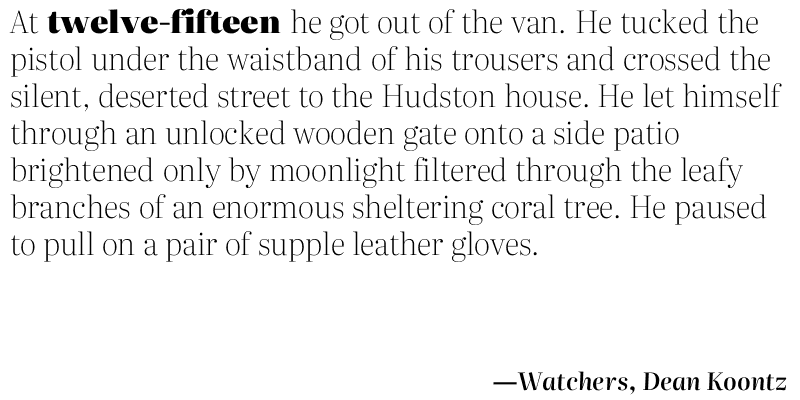 At twelve-fifteen he got out of the van. He tucked the
pistol under the waistband of his trousers and crossed the
silent, deserted street to the Hudston house. He let himself
through an unlocked wooden gate onto a side patio
brightened only by moonlight filtered through the leafy
branches of an enormous sheltering coral tree. He paused
to pull on a pair of supple leather gloves.
—Watchers, Dean Koontz